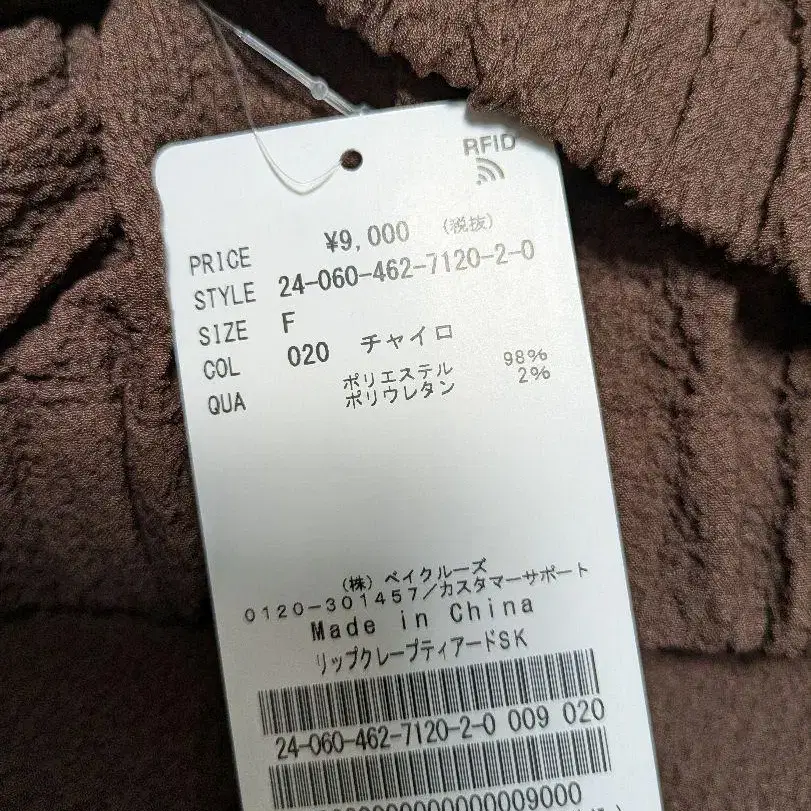 RFID
PRICE ¥9,000 (税抜)
STYLE 24-060-462-7120-2-0
SIZE F
COL 020 チャイロ
QUA ポリエステル 98%
ポリウレタン 2%
(株) ベイクルーズ
0120-301457/カスタマーサポート
Made in China
リップクレープティアードSK
24-060-462-7120-2-0 009 020